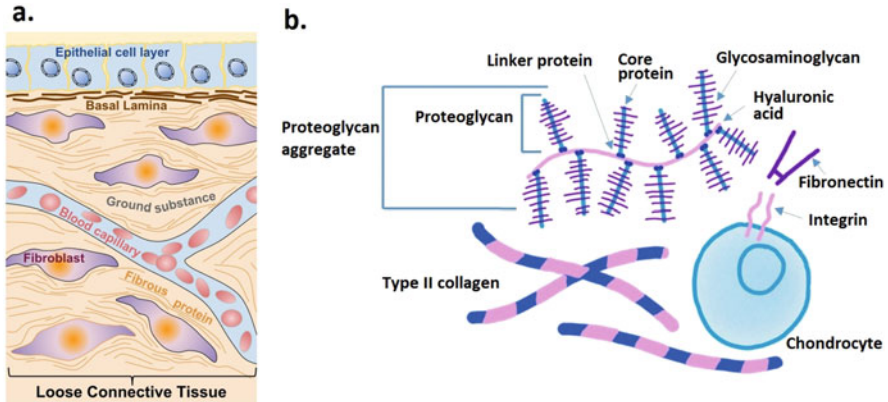 a.
Epithelial cell layer
Basal Lamina
Ground substance
Blood capillary
Fibroblast
Fibrous protein
Loose Connective Tissue
b.
Linker protein
Core
protein
Glycosaminoglycan
Hyaluronic
acid
Proteoglycan
Proteoglycan
aggregate
Fibronectin
Integrin
Type II collagen
Chondrocyte